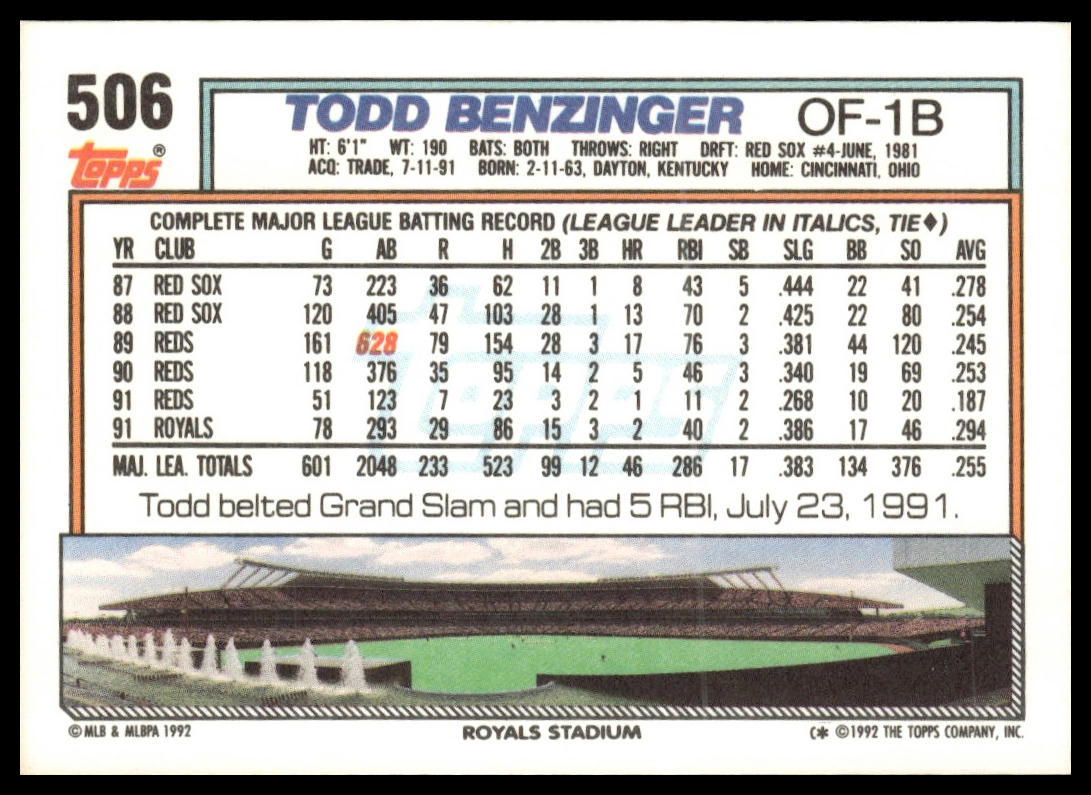 506
TOPPS®
TODD BENZINGER OF-1B
HT: 6'1" WT: 190 BATS: BOTH THROWS: RIGHT DRFT: RED SOX #4-JUNE, 1981
ACQ: TRADE, 7-11-91 BORN: 2-11-63, DAYTON, KENTUCKY HOME: CINCINNATI, OHIO
COMPLETE MAJOR LEAGUE BATTING RECORD (LEAGUE LEADER IN ITALICS, TIE♦)
YR CLUB G AB R H 2B 3B HR RBI SB SLG BB SO AVG
87 RED SOX 73 223 36 62 11 1 8 43 5 .444 22 41 .278
88 RED SOX 120 405 47 103 28 1 13 70 2 .425 22 80 .254
89 REDS 161 628 79 154 28 3 17 76 3 .381 44 120 .245
90 REDS 118 376 35 95 14 2 5 46 3 .340 19 69 .253
91 REDS 51 123 7 23 3 2 1 11 2 .268 10 20 .187
91 ROYALS 78 293 29 86 15 3 2 40 2 .386 17 46 .294
MAJ. LEA. TOTALS 601 2048 233 523 99 12 46 286 17 .383 134 376 .255
Topps
Todd belted Grand Slam and had 5 RBI, July 23, 1991.
© MLB & MLBPA 1992
ROYALS STADIUM
(* ©1992 THE TOPPS COMPANY, INC.